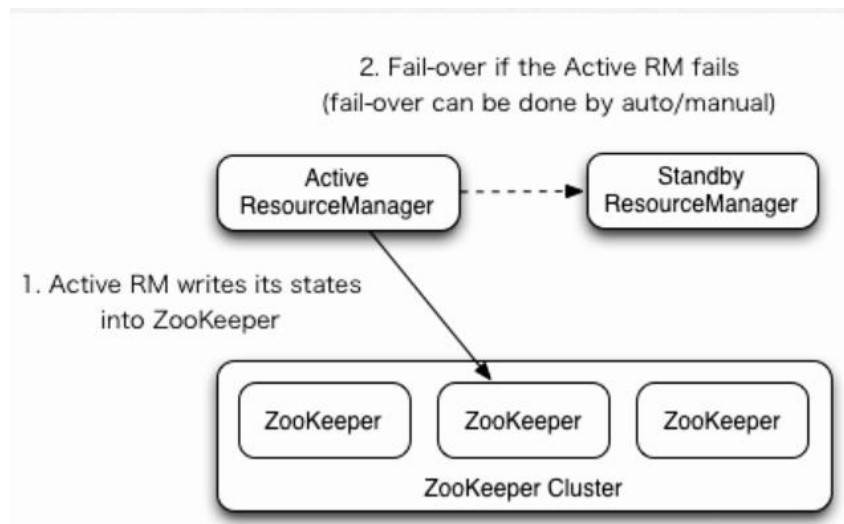 2. Fail-over if the Active RM fails
(fail-over can be done by auto/manual)
Active
ResourceManager
Standby
ResourceManager
1. Active RM writes its states
into ZooKeeper
ZooKeeper
ZooKeeper
ZooKeeper
ZooKeeper Cluster